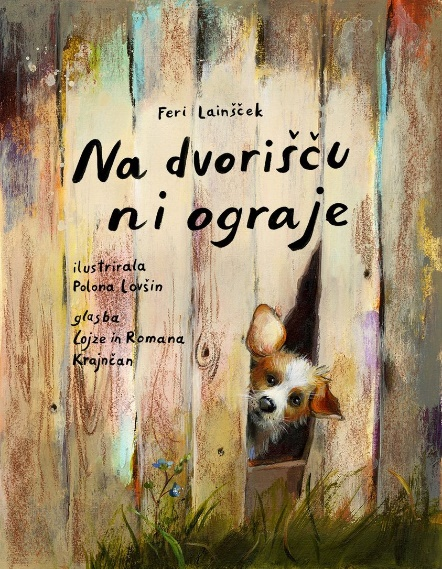 Feri Lainšček
Na dvorišču
ni ograje
ilustrirala
Polona Lovšin
glasba
Lojze in Romana
Krajnčan